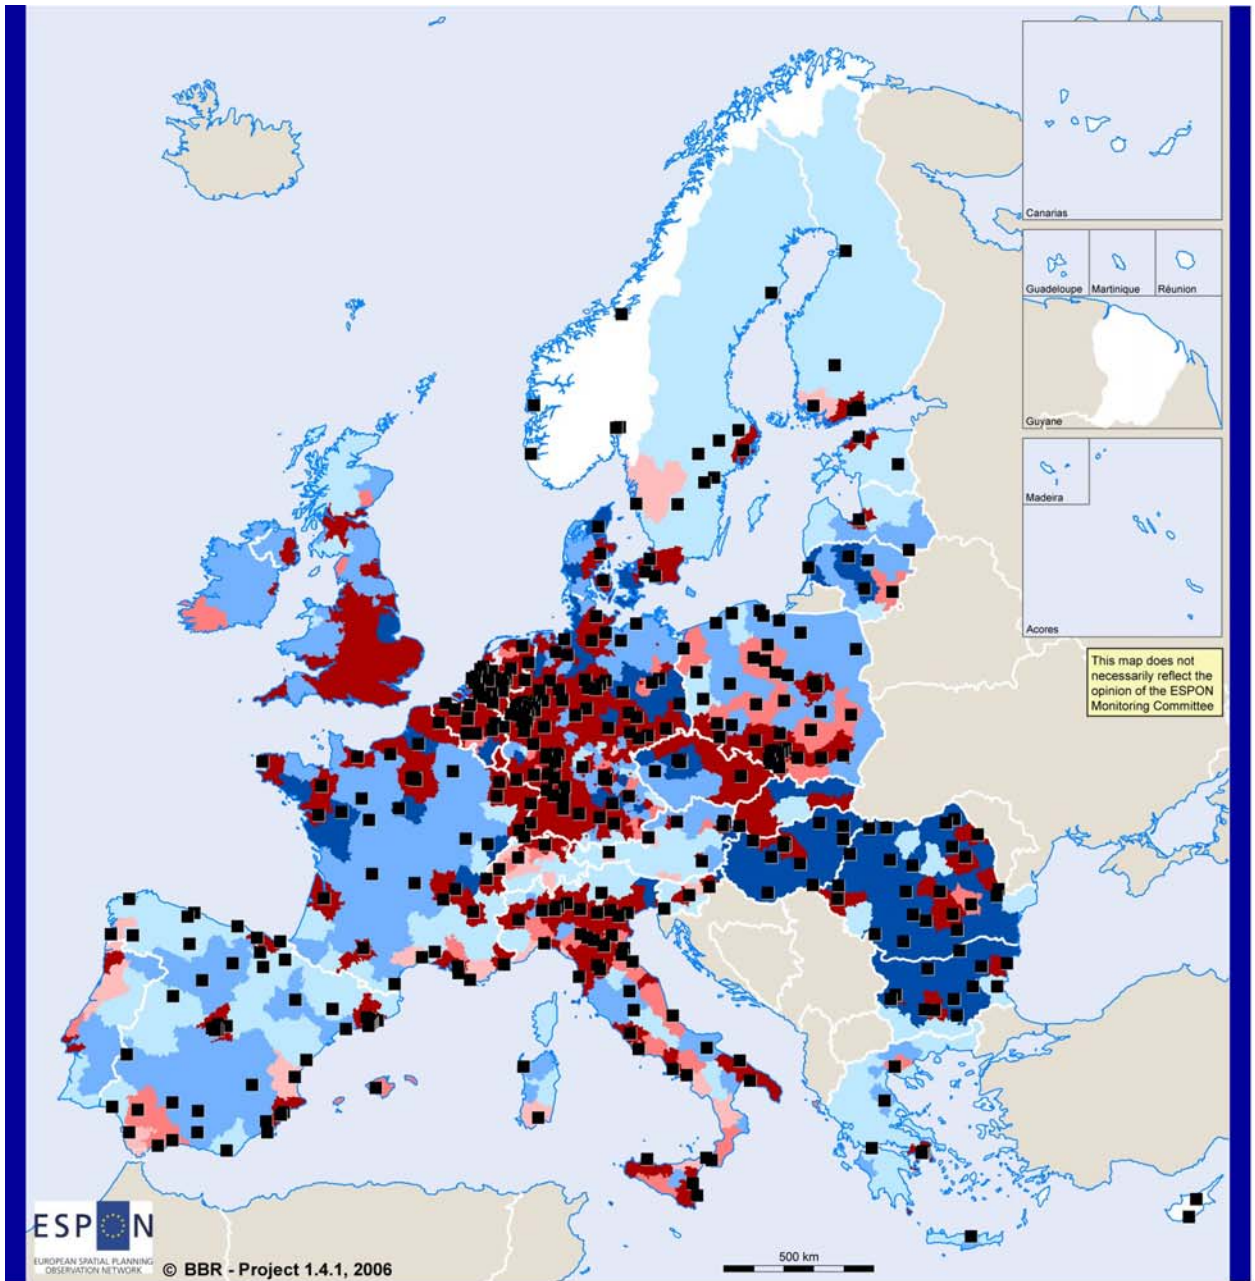 Canarias
Guadeloupe
Martinique
Réunion
Guyane
Madeira
Acores
This map does not
necessarily reflect the
opinion of the ESPON
Monitoring Committee
ESPON
EUROPEAN SPATIAL PLANNING
OBSERVATION NETWORK
© BBR - Project 1.4.1, 2006
500 km